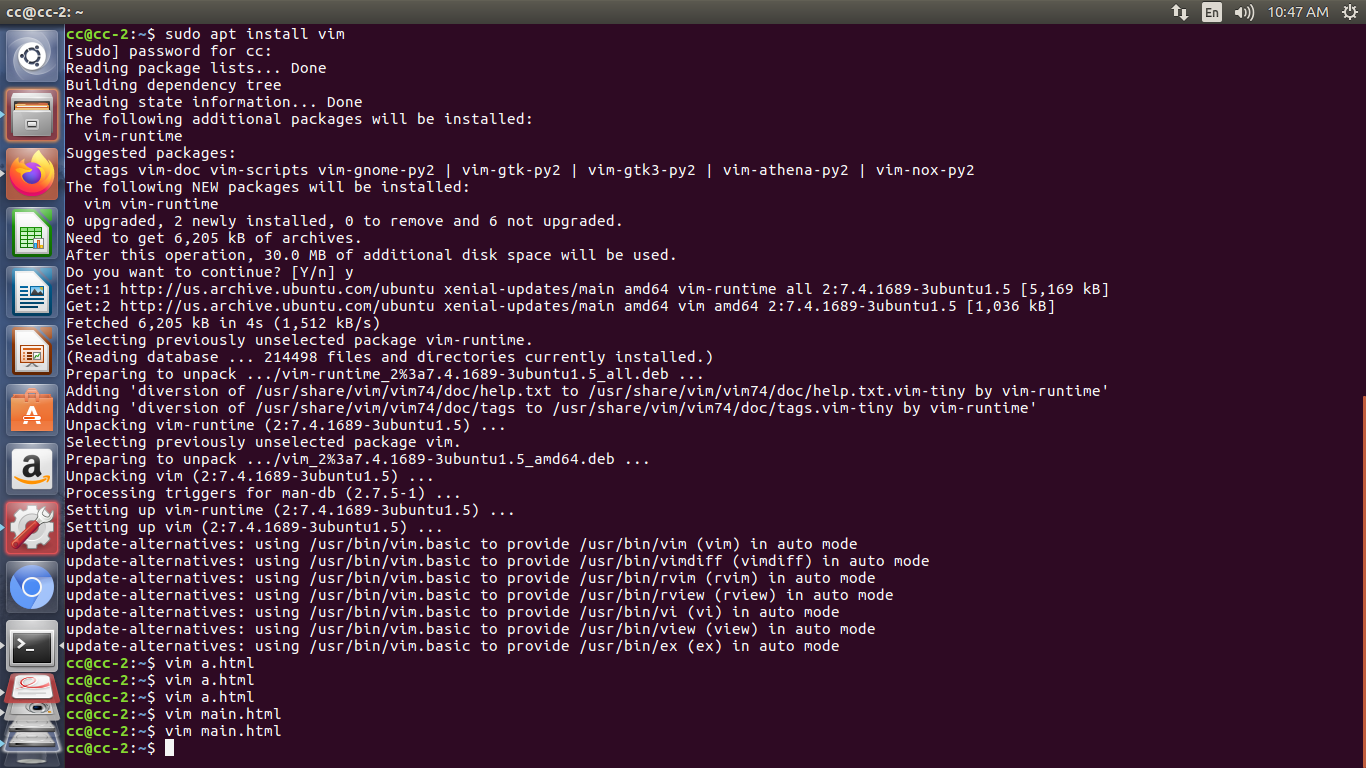 cc@cc-2: ~
En
10:47 AM
cc@cc-2:~$ sudo apt install vim
[sudo] password for cc:
Reading package lists... Done
Building dependency tree
Reading state information... Done
The following additional packages will be installed:
  vim-runtime
Suggested packages:
  ctags vim-doc vim-scripts vim-gnome-py2 | vim-gtk-py2 | vim-gtk3-py2 | vim-athena-py2 | vim-nox-py2
The following NEW packages will be installed:
  vim vim-runtime
0 upgraded, 2 newly installed, 0 to remove and 6 not upgraded.
Need to get 6,205 kB of archives.
After this operation, 30.0 MB of additional disk space will be used.
Do you want to continue? [Y/n] y
Get:1 http://us.archive.ubuntu.com/ubuntu xenial-updates/main amd64 vim-runtime all 2:7.4.1689-3ubuntu1.5 [5,169 kB]
Get:2 http://us.archive.ubuntu.com/ubuntu xenial-updates/main amd64 vim amd64 2:7.4.1689-3ubuntu1.5 [1,036 kB]
Fetched 6,205 kB in 4s (1,512 kB/s)
Selecting previously unselected package vim-runtime.
(Reading database ... 214498 files and directories currently installed.)
Preparing to unpack .../vim-runtime_2%3a7.4.1689-3ubuntu1.5_all.deb ...
Adding 'diversion of /usr/share/vim/vim74/doc/help.txt to /usr/share/vim/vim74/doc/help.txt.vim-tiny by vim-runtime'
Adding 'diversion of /usr/share/vim/vim74/doc/tags to /usr/share/vim/vim74/doc/tags.vim-tiny by vim-runtime'
Unpacking vim-runtime (2:7.4.1689-3ubuntu1.5) ...
Selecting previously unselected package vim.
Preparing to unpack .../vim_2%3a7.4.1689-3ubuntu1.5_amd64.deb ...
Unpacking vim (2:7.4.1689-3ubuntu1.5) ...
Processing triggers for man-db (2.7.5-1) ...
Setting up vim-runtime (2:7.4.1689-3ubuntu1.5) ...
Setting up vim (2:7.4.1689-3ubuntu1.5) ...
update-alternatives: using /usr/bin/vim.basic to provide /usr/bin/vim (vim) in auto mode
update-alternatives: using /usr/bin/vim.basic to provide /usr/bin/vimdiff (vimdiff) in auto mode
update-alternatives: using /usr/bin/vim.basic to provide /usr/bin/rvim (rvim) in auto mode
update-alternatives: using /usr/bin/vim.basic to provide /usr/bin/rview (rview) in auto mode
update-alternatives: using /usr/bin/vim.basic to provide /usr/bin/vi (vi) in auto mode
update-alternatives: using /usr/bin/vim.basic to provide /usr/bin/view (view) in auto mode
update-alternatives: using /usr/bin/vim.basic to provide /usr/bin/ex (ex) in auto mode
cc@cc-2:~$ vim a.html
cc@cc-2:~$ vim a.html
cc@cc-2:~$ vim a.html
cc@cc-2:~$ vim main.html
cc@cc-2:~$ vim main.html
cc@cc-2:~$